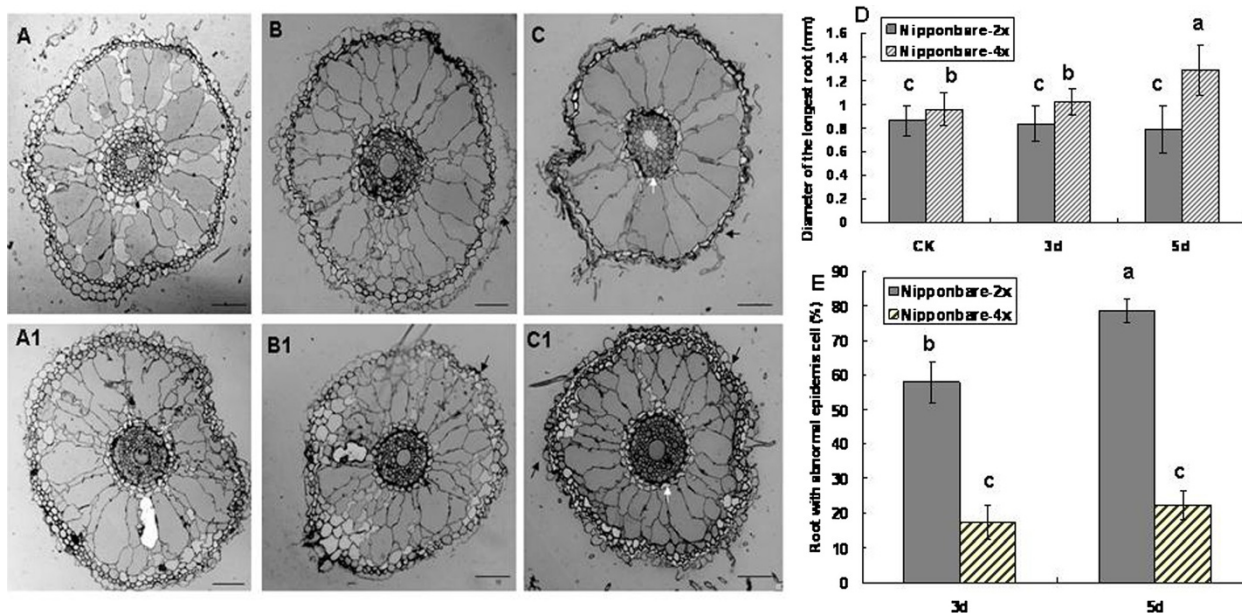 A
B
C
A1
B1
C1
D
Diameter of the longest root (mm)
1.6
1.4
1.2
1
0.8
0.6
0.4
0.2
0
Nipponbare-2x
Nipponbare-4x
c
b
c
b
c
a
CK
3d
5d
E
Root with abnormal epidemis cell (%)
90
80
70
60
50
40
30
20
10
0
Nipponbare-2x
Nipponbare-4x
b
c
a
c
3d
5d